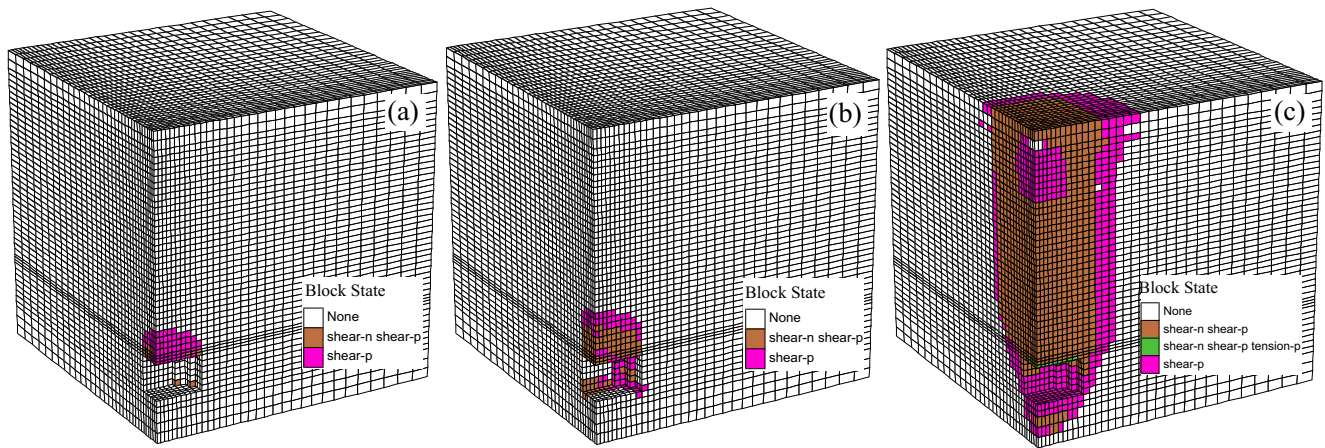 (a)
Block State
None
shear-n shear-p
shear-p
(b)
Block State
None
shear-n shear-p
shear-p
(c)
Block State
None
shear-n shear-p
shear-n shear-p tension-p
shear-p